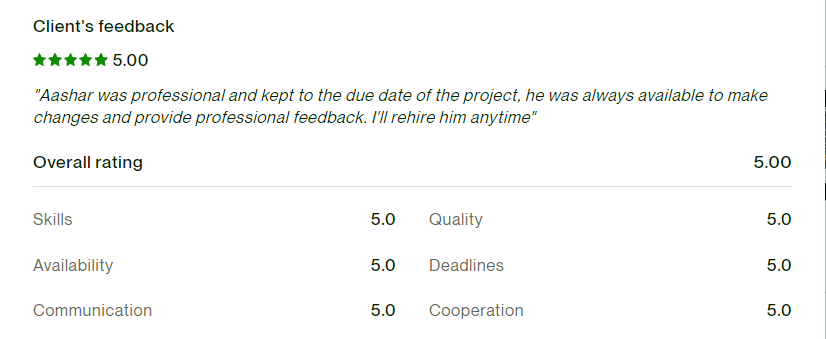 Client's feedback
★★★★★ 5.00
"Aashar was professional and kept to the due date of the project, he was always available to make
changes and provide professional feedback. I'll rehire him anytime"
Overall rating 5.00
Skills 5.0 Quality 5.0
Availability 5.0 Deadlines 5.0
Communication 5.0 Cooperation 5.0